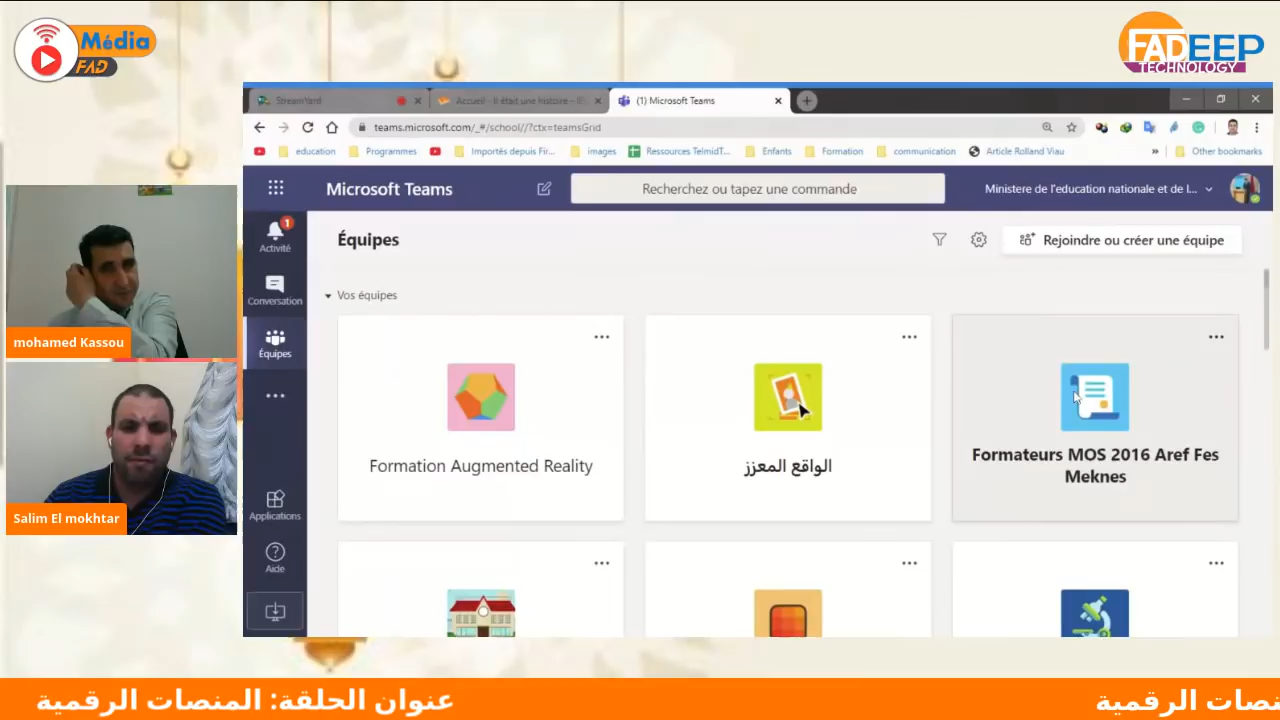 Média
FAD
FADEEP
TECHNOLOGY
StreamYard
Accueil - Il était une histoire - IE
(1) Microsoft Teams
teams.microsoft.com/_#/school//?ctx=teamsGrid
education
Programmes
Importés depuis Fir...
images
Ressources TelmidT...
Enfants
Formation
communication
Article Rolland Viau
»
Other bookmarks
Microsoft Teams
Recherchez ou tapez une commande
Ministere de l'education nationale et de l...
1
Activité
Conversation
Équipes
Applications
Aide
Équipes
Rejoindre ou créer une équipe
Vos équipes
Formation Augmented Reality
الواقع المعزز
Formateurs MOS 2016 Aref Fes
Meknes
mohamed Kassou
Salim El mokhtar
عنوان الحلقة: المنصات الرقمية
صات الرقمية